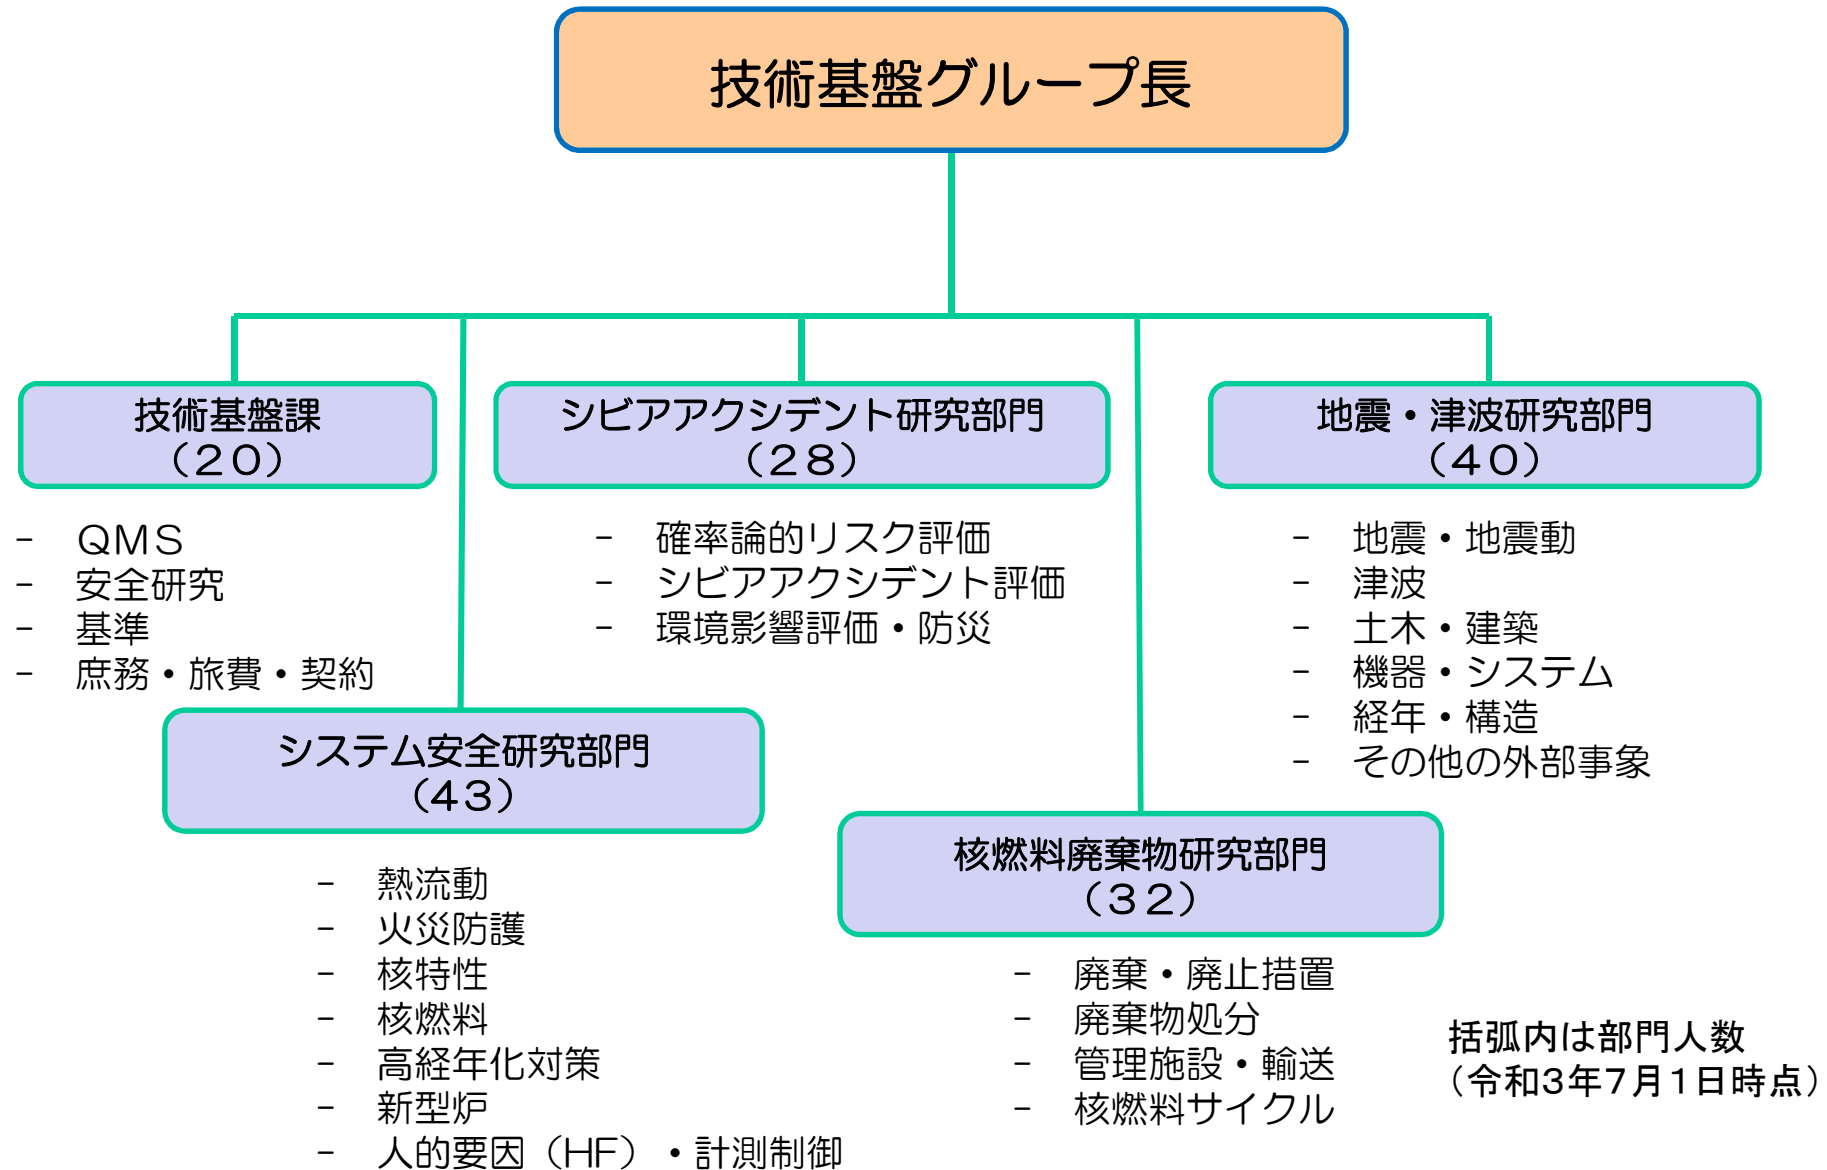 技術基盤グループ長
技術基盤課
(20)
- QMS
- 安全研究
- 基準
- 庶務・旅費・契約
シビアアクシデント研究部門
(28)
- 確率論的リスク評価
- シビアアクシデント評価
- 環境影響評価・防災
地震・津波研究部門
(40)
- 地震・地震動
- 津波
- 土木・建築
- 機器・システム
- 経年・構造
- その他の外部事象
システム安全研究部門
(43)
- 熱流動
- 火災防護
- 核特性
- 核燃料
- 高経年化対策
- 新型炉
- 人的要因(HF)・計測制御
核燃料廃棄物研究部門
(32)
- 廃棄・廃止措置
- 廃棄物処分
- 管理施設・輸送
- 核燃料サイクル
括弧内は部門人数
(令和3年7月1日時点)